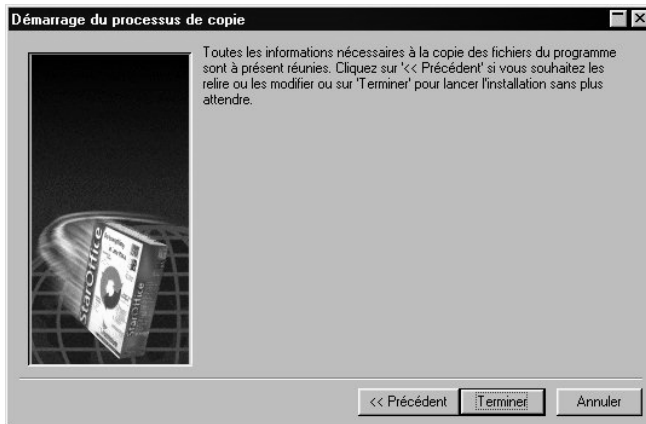 Démarrage du processus de copie
Toutes les informations nécessaires à la copie des fichiers du programme
sont à présent réunies. Cliquez sur '<< Précédent' si vous souhaitez les
relire ou les modifier ou sur 'Terminer' pour lancer l'installation sans plus
attendre.
StarOffice
StarOffice
<< Précédent
Terminer
Annuler